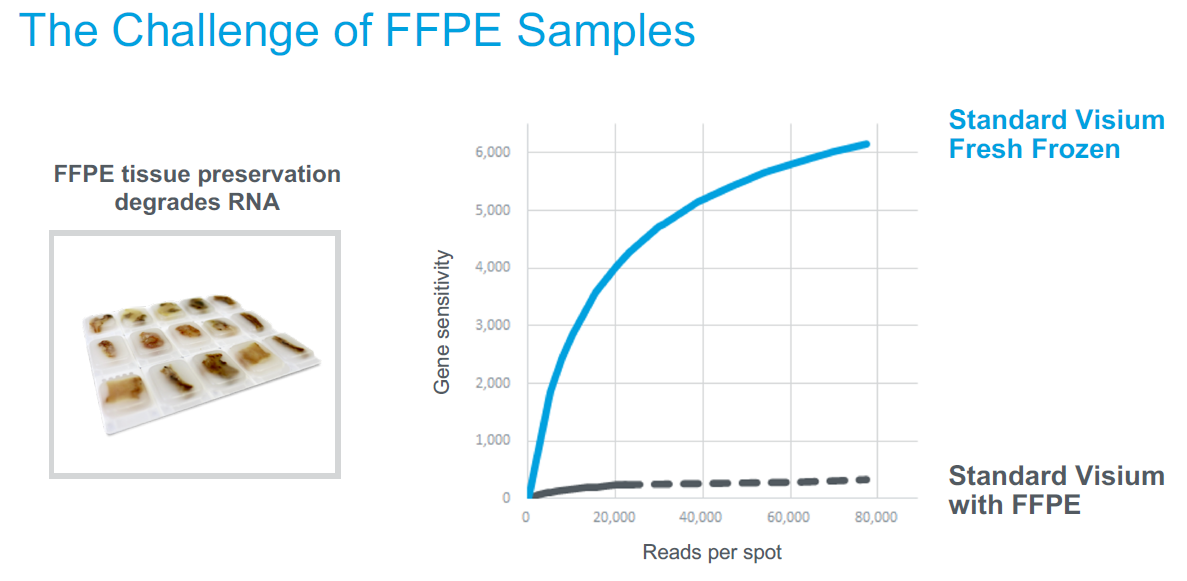 The Challenge of FFPE Samples
FFPE tissue preservation
degrades RNA
Gene sensitivity
6,000
5,000
4,000
3,000
2,000
1,000
0
0
20,000
40,000
60,000
80,000
Reads per spot
Standard Visium
Fresh Frozen
Standard Visium
with FFPE